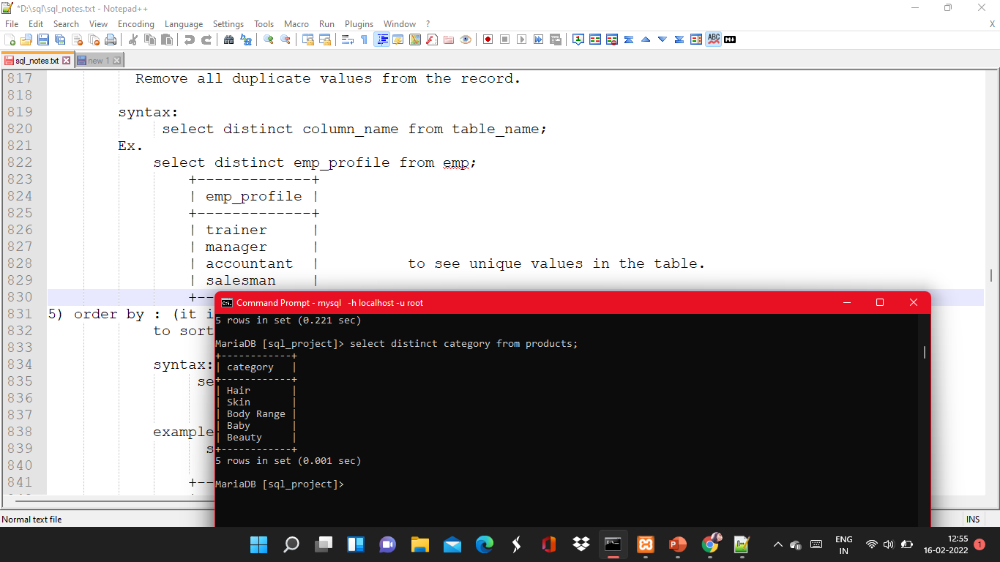 *D:\sql\sql_notes.txt - Notepad++
File Edit Search View Encoding Language Settings Tools Macro Run Plugins Window ? X
sql_notes.txt new 1
817 Remove all duplicate values from the record.
818
819 syntax:
820 select distinct column_name from table_name;
821 Ex.
822 select distinct emp_profile from emp;
823 +-------------+
824 | emp_profile |
825 +-------------+
826 | trainer |
827 | manager |
828 | accountant | to see unique values in the table.
829 | salesman |
830 +--
831 5) order by : (it i
832 to sort
833
834 syntax:
835 se
836
837
838 example
839 s
840
841 +--
Command Prompt - mysql -h localhost -u root
5 rows in set (0.221 sec)
MariaDB [sql_project]> select distinct category from products;
+------------+
| category |
+------------+
| Hair |
| Skin |
| Body Range |
| Baby |
| Beauty |
+------------+
5 rows in set (0.001 sec)
MariaDB [sql_project]>
Normal text file INS
ENG
IN
12:55
16-02-2022
1